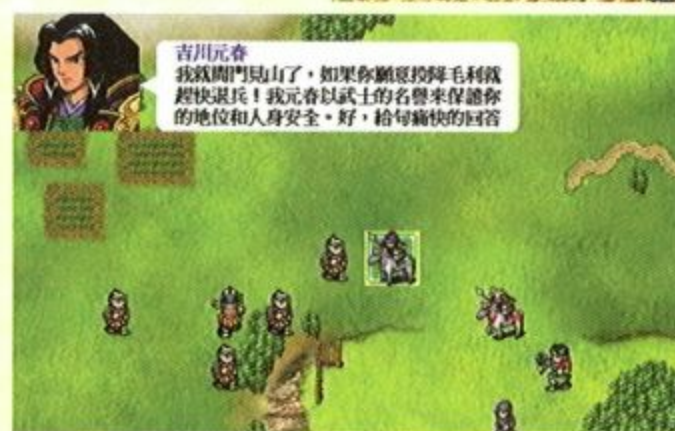 吉川元春
我就開門見山了，如果你願意投降毛利就
趕快退兵！我元春以武士的名譽來保證你
的地位和人身安全。好，給句痛快的回答